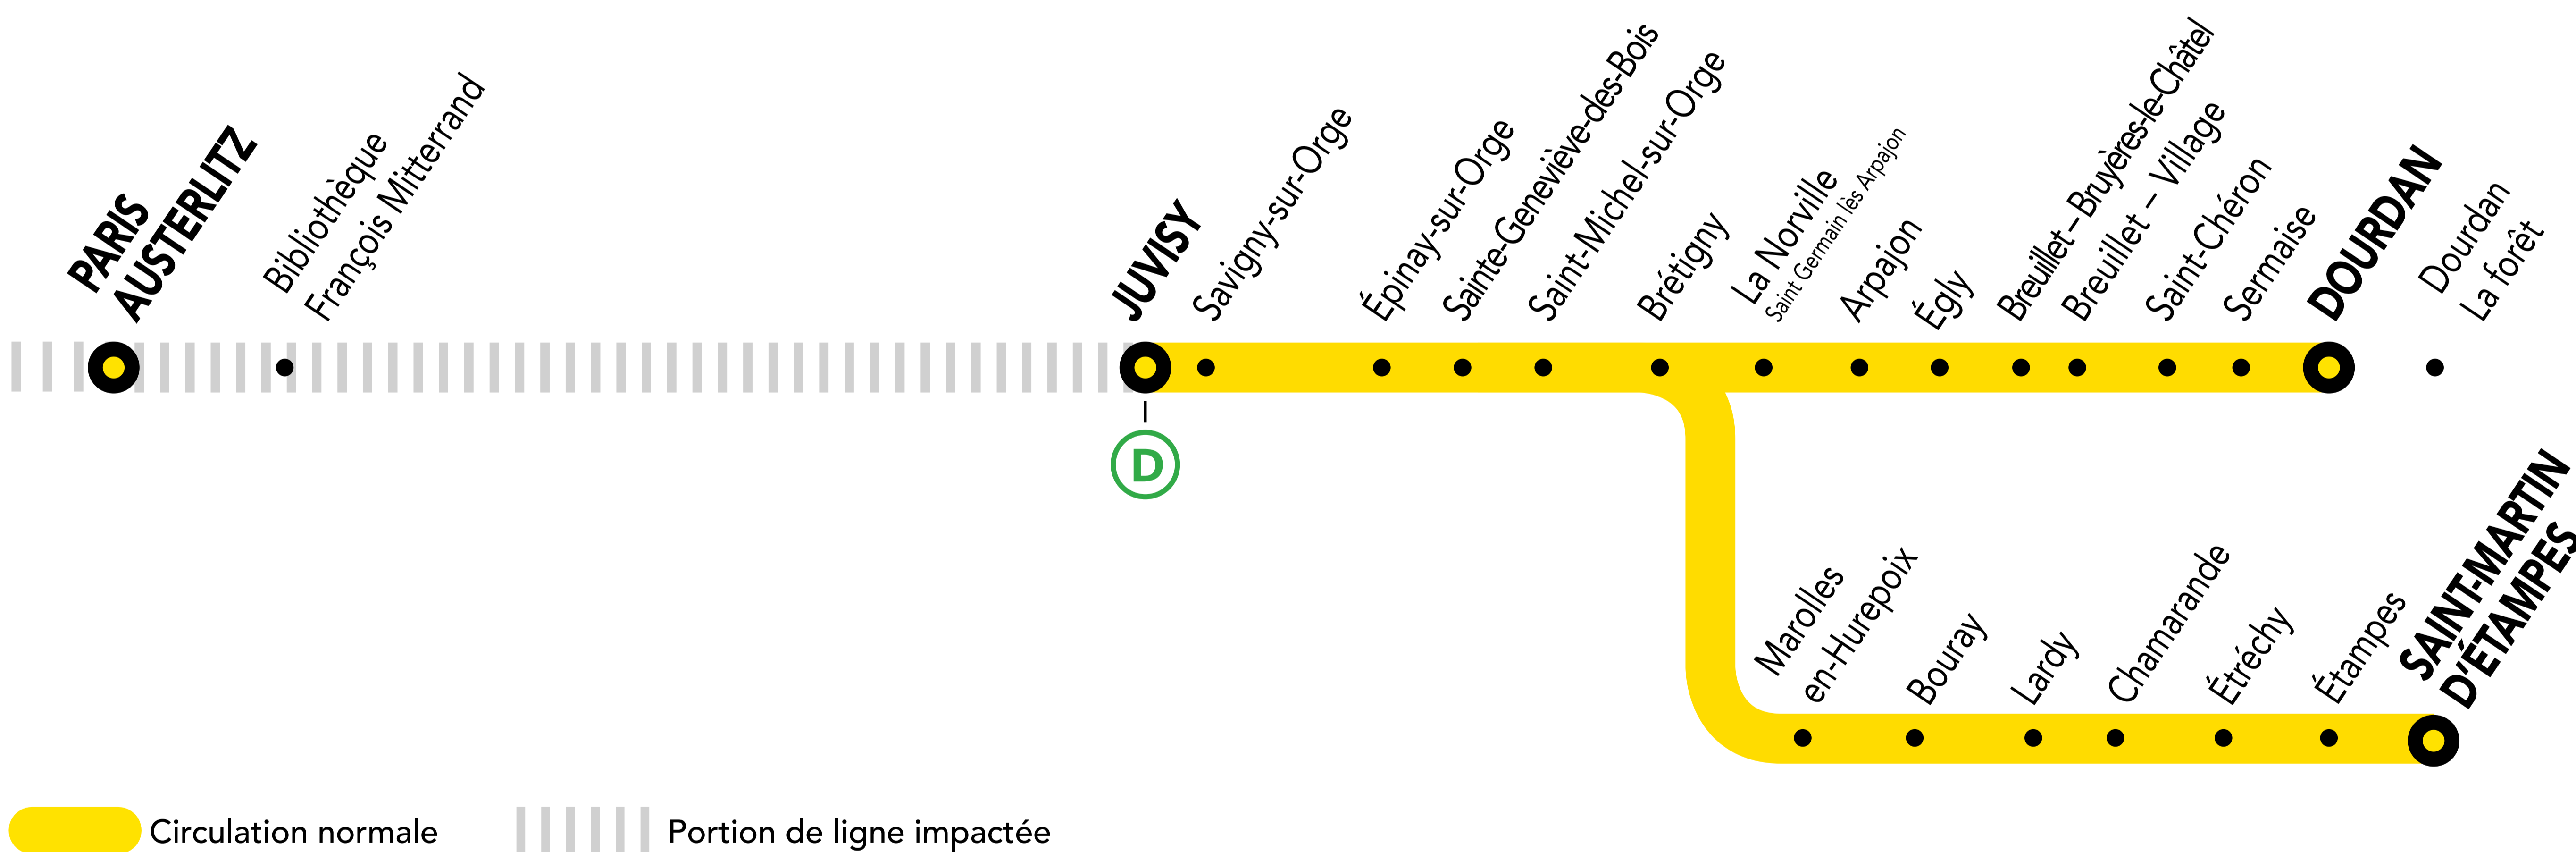 PARIS
AUSTERLITZ
Bibliothèque
François Mitterrand
JUVISY
Savigny-sur-Orge
Épinay-sur-Orge
Sainte-Geneviève-des-Bois
Saint-Michel-sur-Orge
Brétigny
La Norville
Saint Germain lès Arpajon
Arpajon
Égly
Breuillet – Bruyères-le-Châtel
Breuillet – Village
Saint-Chéron
Sermaise
DOURDAN
Dourdan
La forêt
D
Marolles
en-Hurepoix
Bouray
Lardy
Chamarande
Étréchy
Étampes
SAINT-MARTIN
D'ÉTAMPES
Circulation normale
Portion de ligne impactée